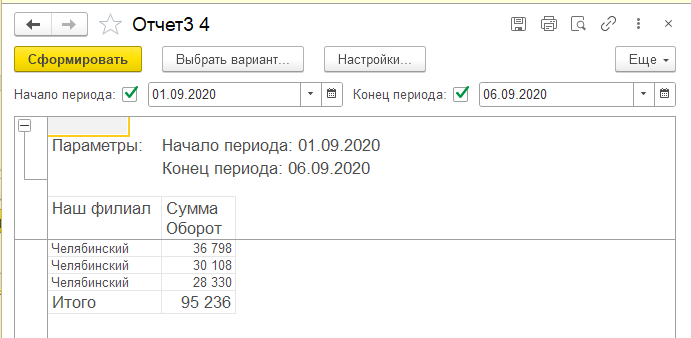 Отчет3 4
Сформировать Выбрать вариант... Настройки... Еще
Начало периода: 01.09.2020 Конец периода: 06.09.2020
Параметры: Начало периода: 01.09.2020
Конец периода: 06.09.2020
Наш филиал Сумма
Оборот
Челябинский 36 798
Челябинский 30 108
Челябинский 28 330
Итого 95 236